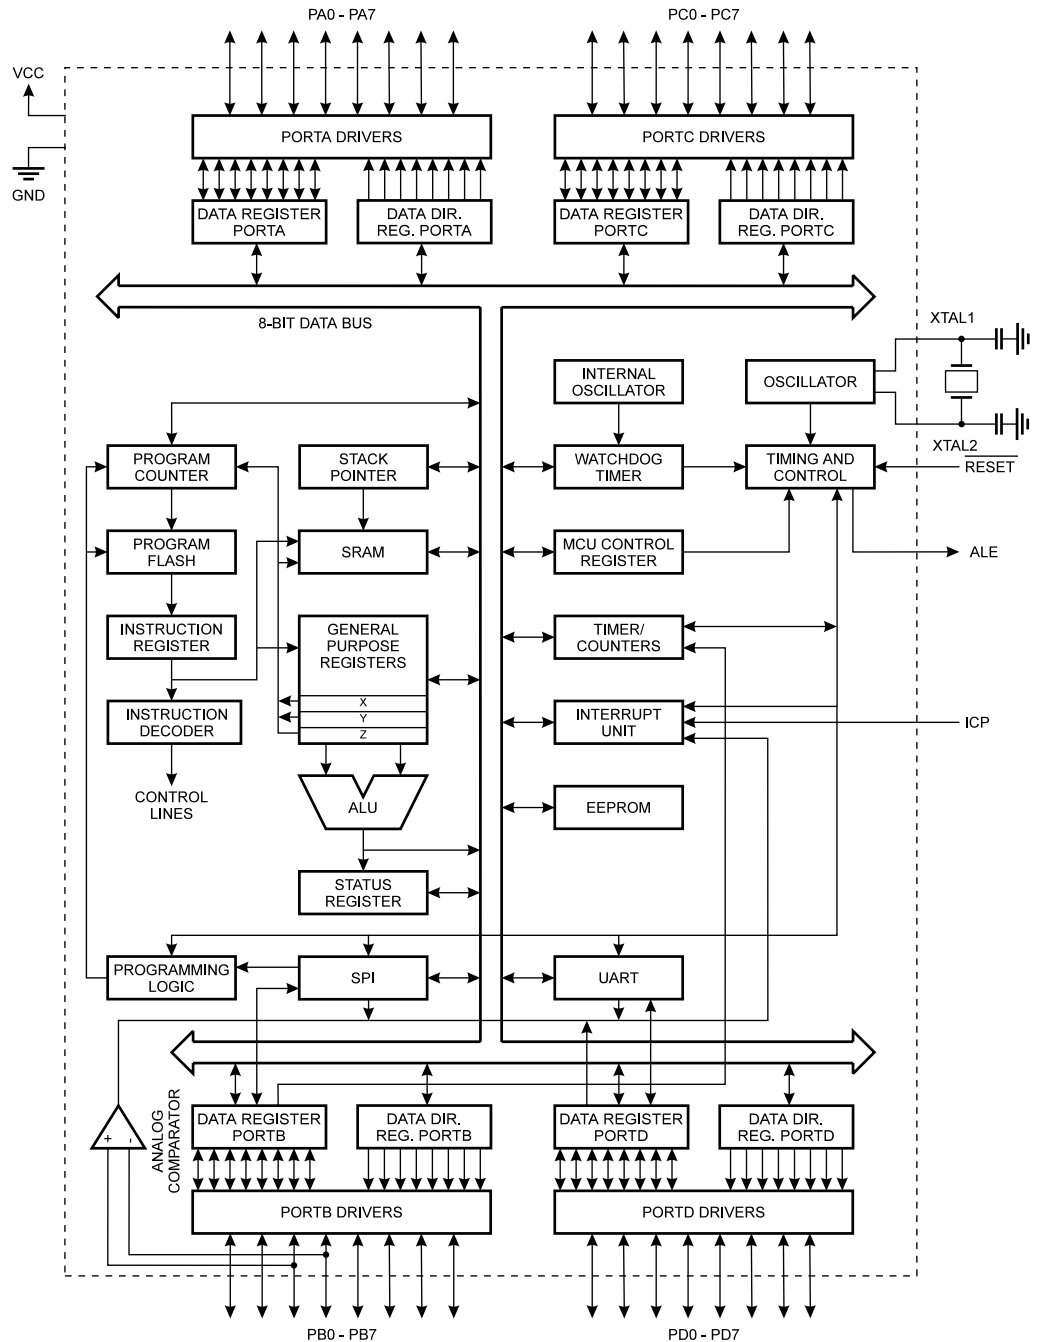 PA0 - PA7
PC0 - PC7
VCC
GND
PORTA DRIVERS
PORTC DRIVERS
DATA REGISTER
PORTA
DATA DIR.
REG. PORTA
DATA REGISTER
PORTC
DATA DIR.
REG. PORTC
8-BIT DATA BUS
XTAL1
INTERNAL
OSCILLATOR
OSCILLATOR
XTAL2
PROGRAM
COUNTER
STACK
POINTER
WATCHDOG
TIMER
TIMING AND
CONTROL
RESET
PROGRAM
FLASH
SRAM
MCU CONTROL
REGISTER
ALE
INSTRUCTION
REGISTER
GENERAL
PURPOSE
REGISTERS
X
Y
Z
TIMER/
COUNTERS
INSTRUCTION
DECODER
INTERRUPT
UNIT
ICP
CONTROL
LINES
ALU
EEPROM
STATUS
REGISTER
PROGRAMMING
LOGIC
SPI
UART
+
-
ANALOG
COMPARATOR
DATA REGISTER
PORTB
DATA DIR.
REG. PORTB
DATA REGISTER
PORTD
DATA DIR.
REG. PORTD
PORTB DRIVERS
PORTD DRIVERS
PB0 - PB7
PD0 - PD7